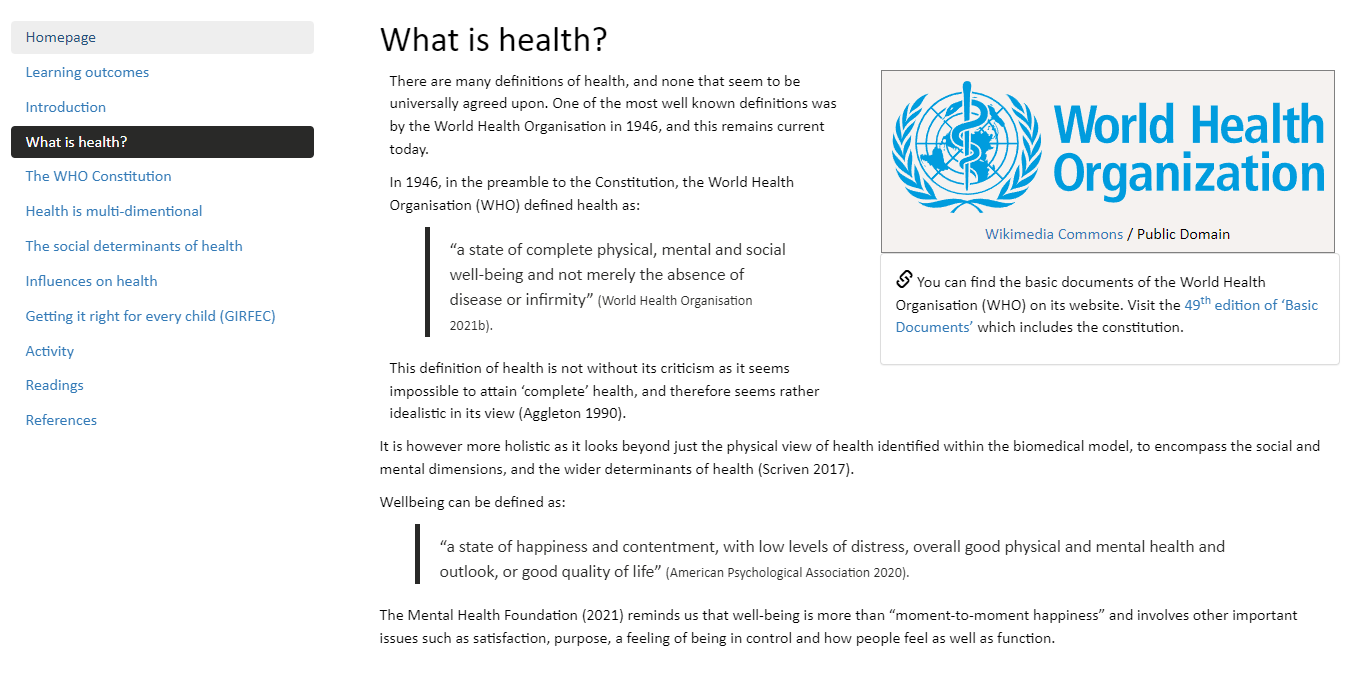 Homepage
Learning outcomes
Introduction
What is health?
The WHO Constitution
Health is multi-dimentional
The social determinants of health
Influences on health
Getting it right for every child (GIRFEC)
Activity
Readings
References
What is health?
There are many definitions of health, and none that seem to be
universally agreed upon. One of the most well known definitions was
by the World Health Organisation in 1946, and this remains current
today.
In 1946, in the preamble to the Constitution, the World Health
Organisation (WHO) defined health as:
“a state of complete physical, mental and social
well-being and not merely the absence of
disease or infirmity” (World Health Organisation
2021b).
This definition of health is not without its criticism as it seems
impossible to attain ‘complete’ health, and therefore seems rather
idealistic in its view (Aggleton 1990).
World Health
Organization
Wikimedia Commons / Public Domain
You can find the basic documents of the World Health
Organisation (WHO) on its website. Visit the 49th edition of ‘Basic
Documents’ which includes the constitution.
It is however more holistic as it looks beyond just the physical view of health identified within the biomedical model, to encompass the social and
mental dimensions, and the wider determinants of health (Scriven 2017).
Wellbeing can be defined as:
“a state of happiness and contentment, with low levels of distress, overall good physical and mental health and
outlook, or good quality of life” (American Psychological Association 2020).
The Mental Health Foundation (2021) reminds us that well-being is more than “moment-to-moment happiness” and involves other important
issues such as satisfaction, purpose, a feeling of being in control and how people feel as well as function.